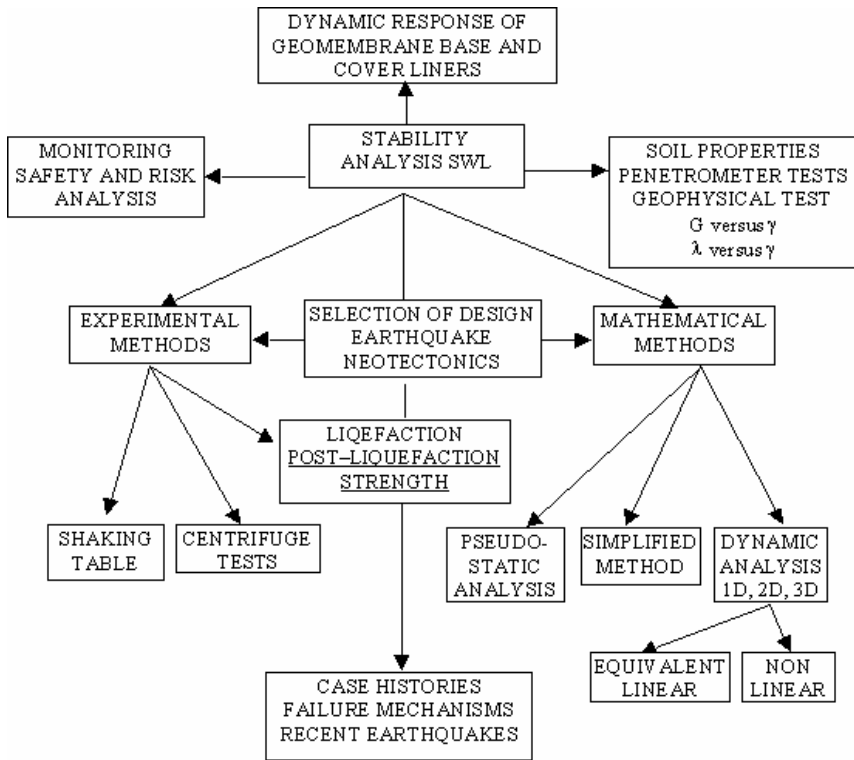 DYNAMIC RESPONSE OF
GEOMEMBRANE BASE AND
COVER LINERS
STABILITY
ANALYSIS SWL
MONITORING
SAFETY AND RISK
ANALYSIS
SOIL PROPERTIES
PENETROMETER TESTS
GEOPHYSICAL TEST
G versus γ
λ versus γ
EXPERIMENTAL
METHODS
SELECTION OF DESIGN
EARTHQUAKE
NEOTECTONICS
MATHEMATICAL
METHODS
LIQEFACTION
POST–LIQUEFACTION
STRENGTH
SHAKING
TABLE
CENTRIFUGE
TESTS
PSEUDO-
STATIC
ANALYSIS
SIMPLIFIED
METHOD
DYNAMIC
ANALYSIS
1D, 2D, 3D
EQUIVALENT
LINEAR
NON
LINEAR
CASE HISTORIES
FAILURE MECHANISMS
RECENT EARTHQUAKES